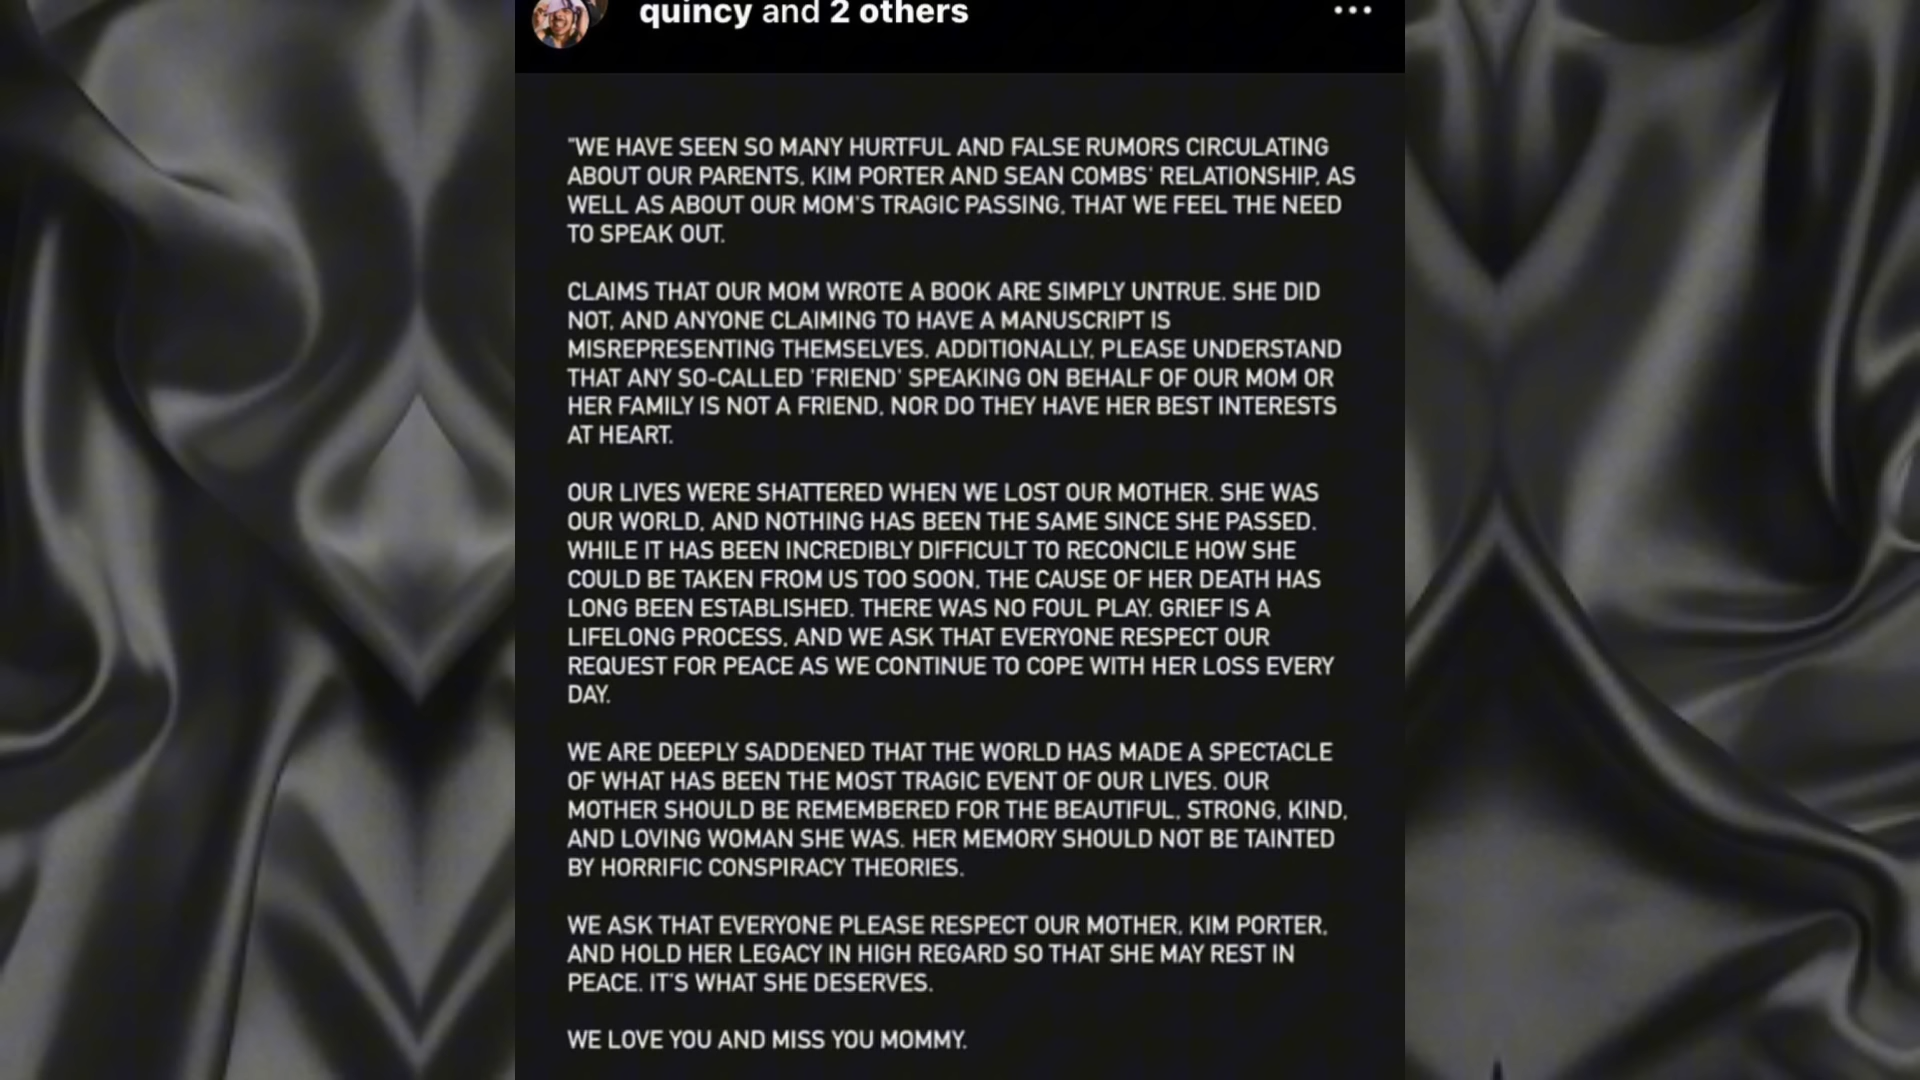 quincy and 2 others
"WE HAVE SEEN SO MANY HURTFUL AND FALSE RUMORS CIRCULATING
ABOUT OUR PARENTS, KIM PORTER AND SEAN COMBS' RELATIONSHIP, AS
WELL AS ABOUT OUR MOM'S TRAGIC PASSING, THAT WE FEEL THE NEED
TO SPEAK OUT.
CLAIMS THAT OUR MOM WROTE A BOOK ARE SIMPLY UNTRUE. SHE DID
NOT, AND ANYONE CLAIMING TO HAVE A MANUSCRIPT IS
MISREPRESENTING THEMSELVES. ADDITIONALLY, PLEASE UNDERSTAND
THAT ANY SO-CALLED 'FRIEND' SPEAKING ON BEHALF OF OUR MOM OR
HER FAMILY IS NOT A FRIEND, NOR DO THEY HAVE HER BEST INTERESTS
AT HEART.
OUR LIVES WERE SHATTERED WHEN WE LOST OUR MOTHER. SHE WAS
OUR WORLD, AND NOTHING HAS BEEN THE SAME SINCE SHE PASSED.
WHILE IT HAS BEEN INCREDIBLY DIFFICULT TO RECONCILE HOW SHE
COULD BE TAKEN FROM US TOO SOON, THE CAUSE OF HER DEATH HAS
LONG BEEN ESTABLISHED. THERE WAS NO FOUL PLAY. GRIEF IS A
LIFELONG PROCESS, AND WE ASK THAT EVERYONE RESPECT OUR
REQUEST FOR PEACE AS WE CONTINUE TO COPE WITH HER LOSS EVERY
DAY.
WE ARE DEEPLY SADDENED THAT THE WORLD HAS MADE A SPECTACLE
OF WHAT HAS BEEN THE MOST TRAGIC EVENT OF OUR LIVES. OUR
MOTHER SHOULD BE REMEMBERED FOR THE BEAUTIFUL, STRONG, KIND,
AND LOVING WOMAN SHE WAS. HER MEMORY SHOULD NOT BE TAINTED
BY HORRIFIC CONSPIRACY THEORIES.
WE ASK THAT EVERYONE PLEASE RESPECT OUR MOTHER, KIM PORTER,
AND HOLD HER LEGACY IN HIGH REGARD SO THAT SHE MAY REST IN
PEACE. IT'S WHAT SHE DESERVES.
WE LOVE YOU AND MISS YOU MOMMY.